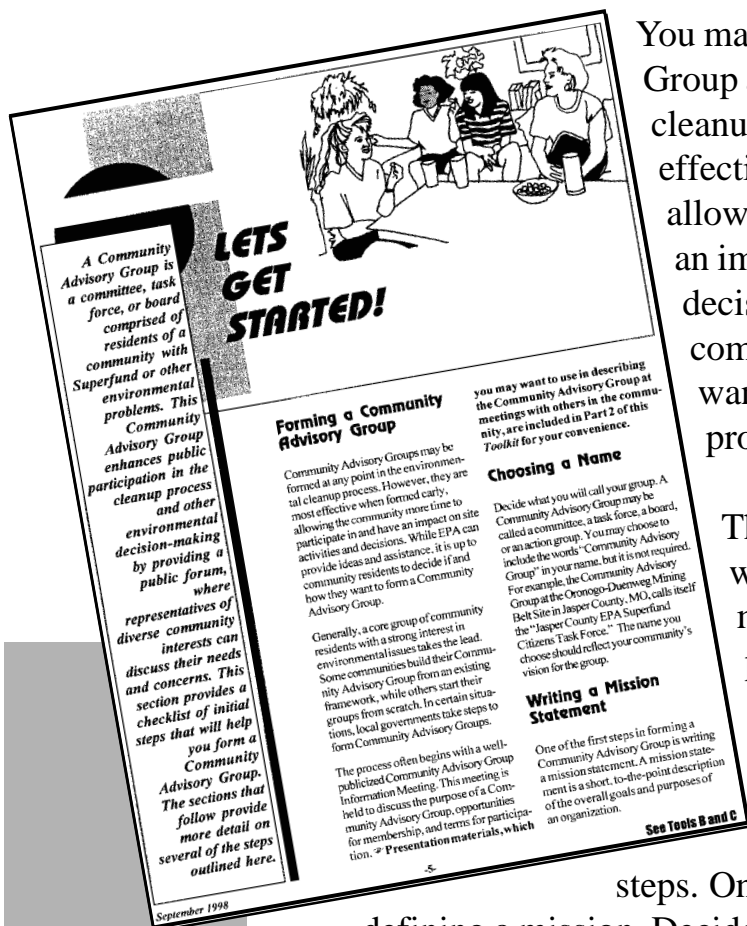 You ma
Group
cleanu
effecti
allow
an im
decis
com
wan
pro
Th
w
steps. On
defining a mission. Decide
LETS
GET
STARTED!
A Community
Advisory Group is
a committee, task
force, or board
comprised of
residents of a
community with
Superfund or other
environmental
problems. This
Community
Advisory Group
enhances public
participation in the
cleanup process
and other
environmental
decision-making
by providing a
public forum,
where
representatives of
diverse community
interests can
discuss their needs
and concerns. This
section provides a
checklist of initial
steps that will help
you form a
Community
Advisory Group.
The sections that
follow provide
more detail on
several of the steps
outlined here.
Forming a Community
Advisory Group
Community Advisory Groups may be
formed at any point in the environmen-
tal cleanup process. However, they are
most effective when formed early,
allowing the community more time to
participate in and have an impact on site
activities and decisions. While EPA can
provide ideas and assistance, it is up to
community residents to decide if and
how they want to form a Community
Advisory Group.
Generally, a core group of community
residents with a strong interest in
environmental issues takes the lead.
Some communities build their Commu-
nity Advisory Group from an existing
framework, while others start their
groups from scratch. In certain situa-
tions, local governments take steps to
form Community Advisory Groups.
The process often begins with a well-
publicized Community Advisory Group
Information Meeting. This meeting is
held to discuss the purpose of a Com-
munity Advisory Group, opportunities
for membership, and terms for participa-
tion. ☞ Presentation materials, which
you may want to use in describing
the Community Advisory Group at
meetings with others in the commu-
nity, are included in Part 2 of this
Toolkit for your convenience.
Choosing a Name
Decide what you will call your group. A
Community Advisory Group may be
called a committee, a task force, a board,
or an action group. You may choose to
include the words "Community Advisory
Group" in your name, but it is not required.
For example, the Community Advisory
Group at the Oronogo-Duenweg Mining
Belt Site in Jasper County, MO, calls itself
the "Jasper County EPA Superfund
Citizens Task Force." The name you
choose should reflect your community's
vision for the group.
Writing a Mission
Statement
One of the first steps in forming a
Community Advisory Group is writing
a mission statement. A mission state-
ment is a short, to-the-point description
of the overall goals and purposes of
an organization.
See Tools B and C
-5-
September 1998